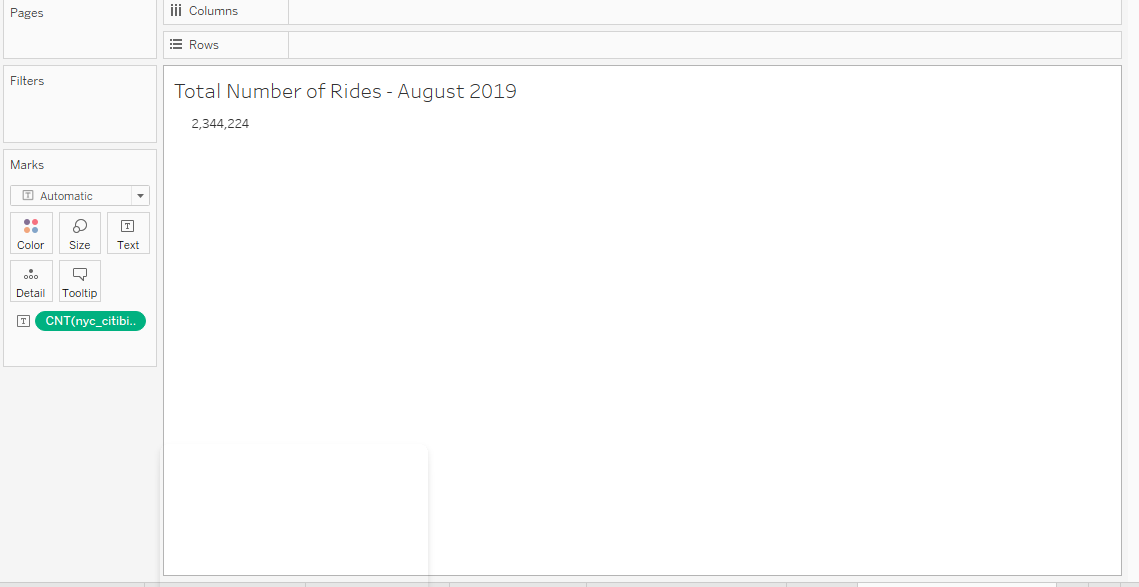 Pages
Columns
Rows
Filters
Total Number of Rides - August 2019
2,344,224
Marks
T Automatic
Color Size T Text
Detail Tooltip
T CNT(nyc_citibi..